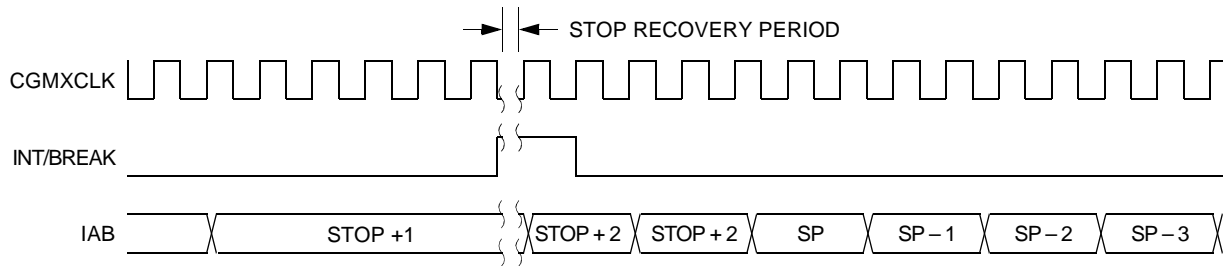 STOP RECOVERY PERIOD
CGMXCLK
INT/BREAK
IAB STOP +1 STOP + 2 STOP + 2 SP SP – 1 SP – 2 SP – 3